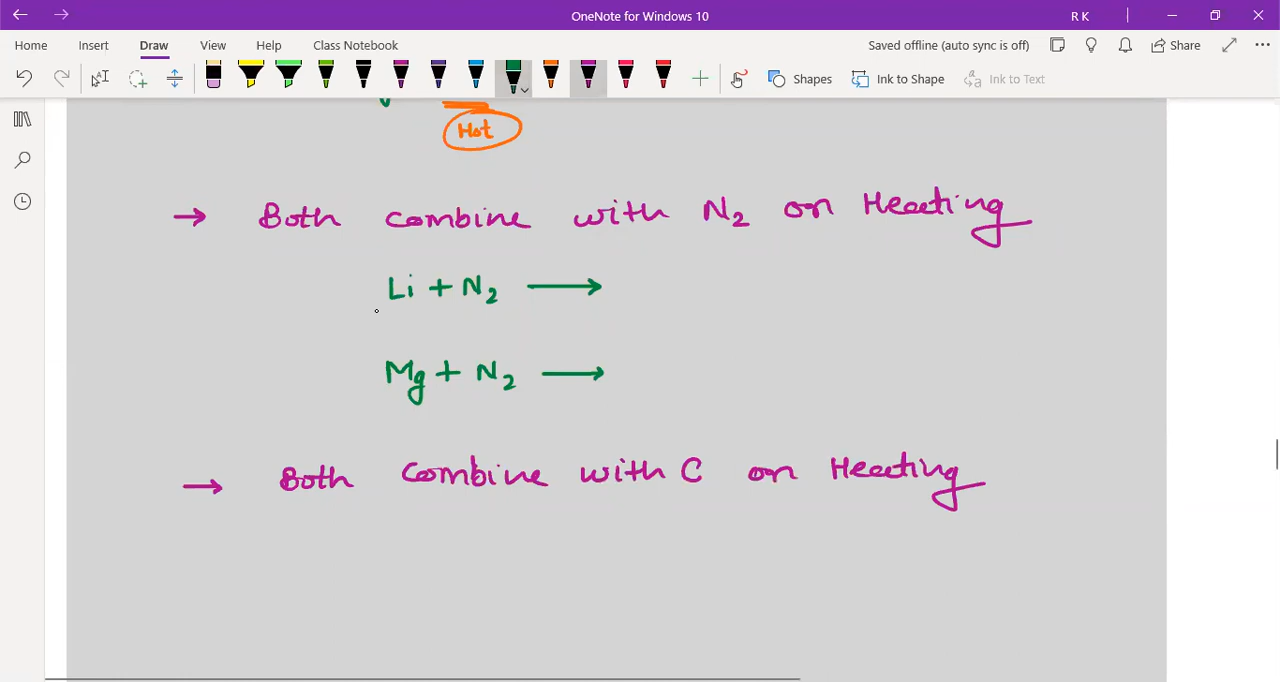 OneNote for Windows 10
R K
Home Insert Draw View Help Class Notebook
Saved offline (auto sync is off) Share
Shapes Ink to Shape Ink to Text
Hot
→ Both combine with N₂ on Heating
Li + N₂ ⟶
Mg + N₂ ⟶
→ Both combine with C on Heating